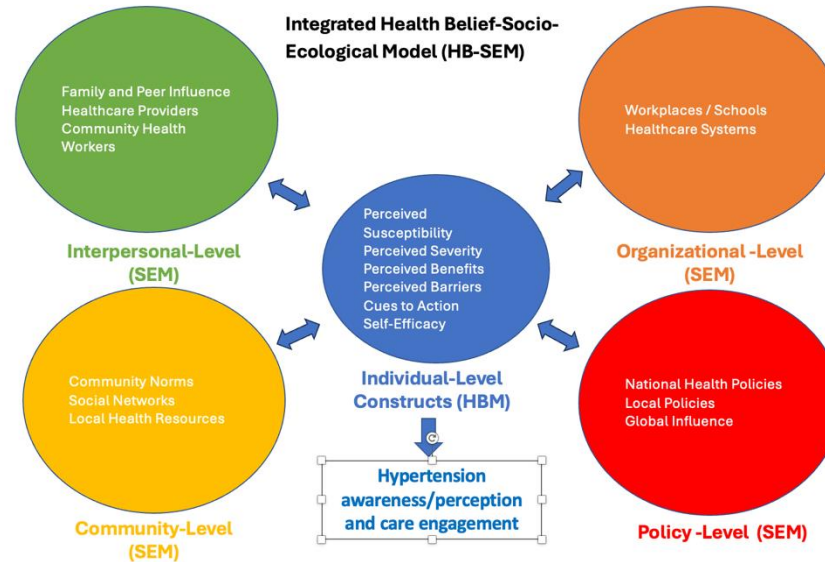 Integrated Health Belief-Socio-
Ecological Model (HB-SEM)
Family and Peer Influence
Healthcare Providers
Community Health
Workers
Interpersonal-Level
(SEM)
Workplaces / Schools
Healthcare Systems
Organizational -Level
(SEM)
Perceived
Susceptibility
Perceived Severity
Perceived Benefits
Perceived Barriers
Cues to Action
Self-Efficacy
Individual-Level
Constructs (HBM)
Community Norms
Social Networks
Local Health Resources
Community-Level
(SEM)
National Health Policies
Local Policies
Global Influence
Policy -Level (SEM)
Hypertension
awareness/perception
and care engagement